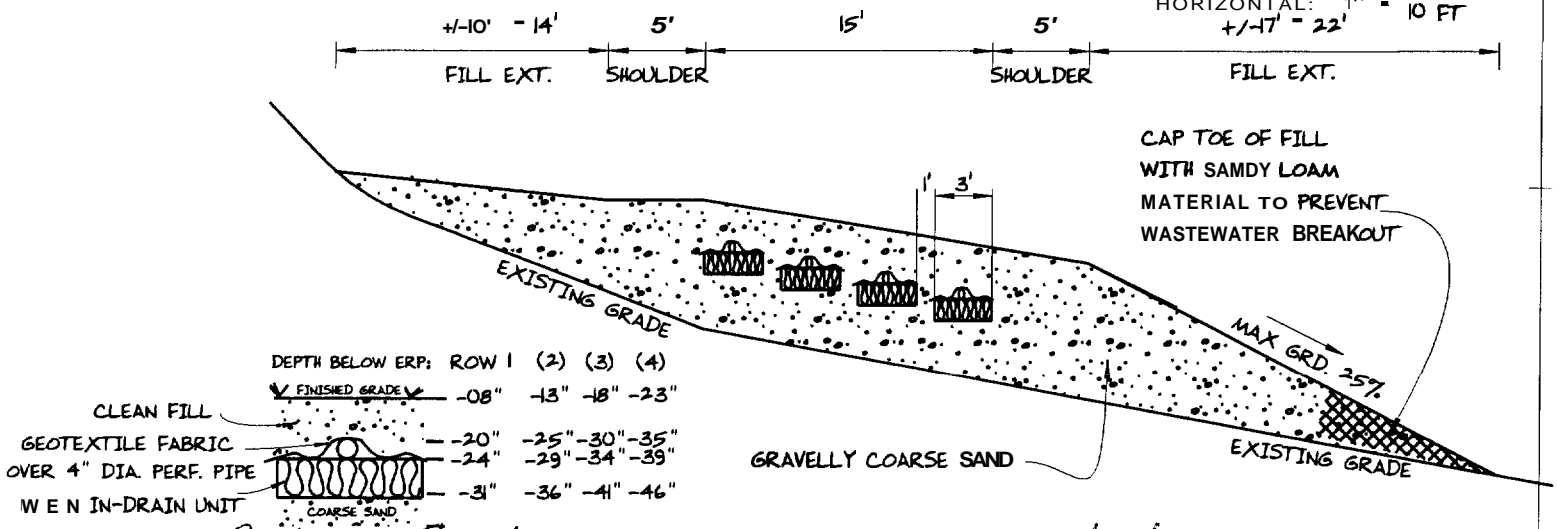 HORIZONTAL: 1" = 10 FT
+/-10' - 14' 5' 15' 5' +/-17' - 22'
FILL EXT. SHOULDER SHOULDER FILL EXT.
CAP TOE OF FILL
WITH SAMDY LOAM
MATERIAL TO PREVENT
WASTEWATER BREAKOUT
1' 3'
EXISTING GRADE
MAX GRD. 25%
DEPTH BELOW ERP: ROW 1 (2) (3) (4)
FINISHED GRADE -08" -13" -18" -23"
CLEAN FILL
GEOTEXTILE FABRIC -20" -25" -30" -35"
OVER 4" DIA. PERF. PIPE -24" -29" -34" -39"
W E N IN-DRAIN UNIT -31" -36" -41" -46"
COARSE SAND
GRAVELLY COARSE SAND
EXISTING GRADE